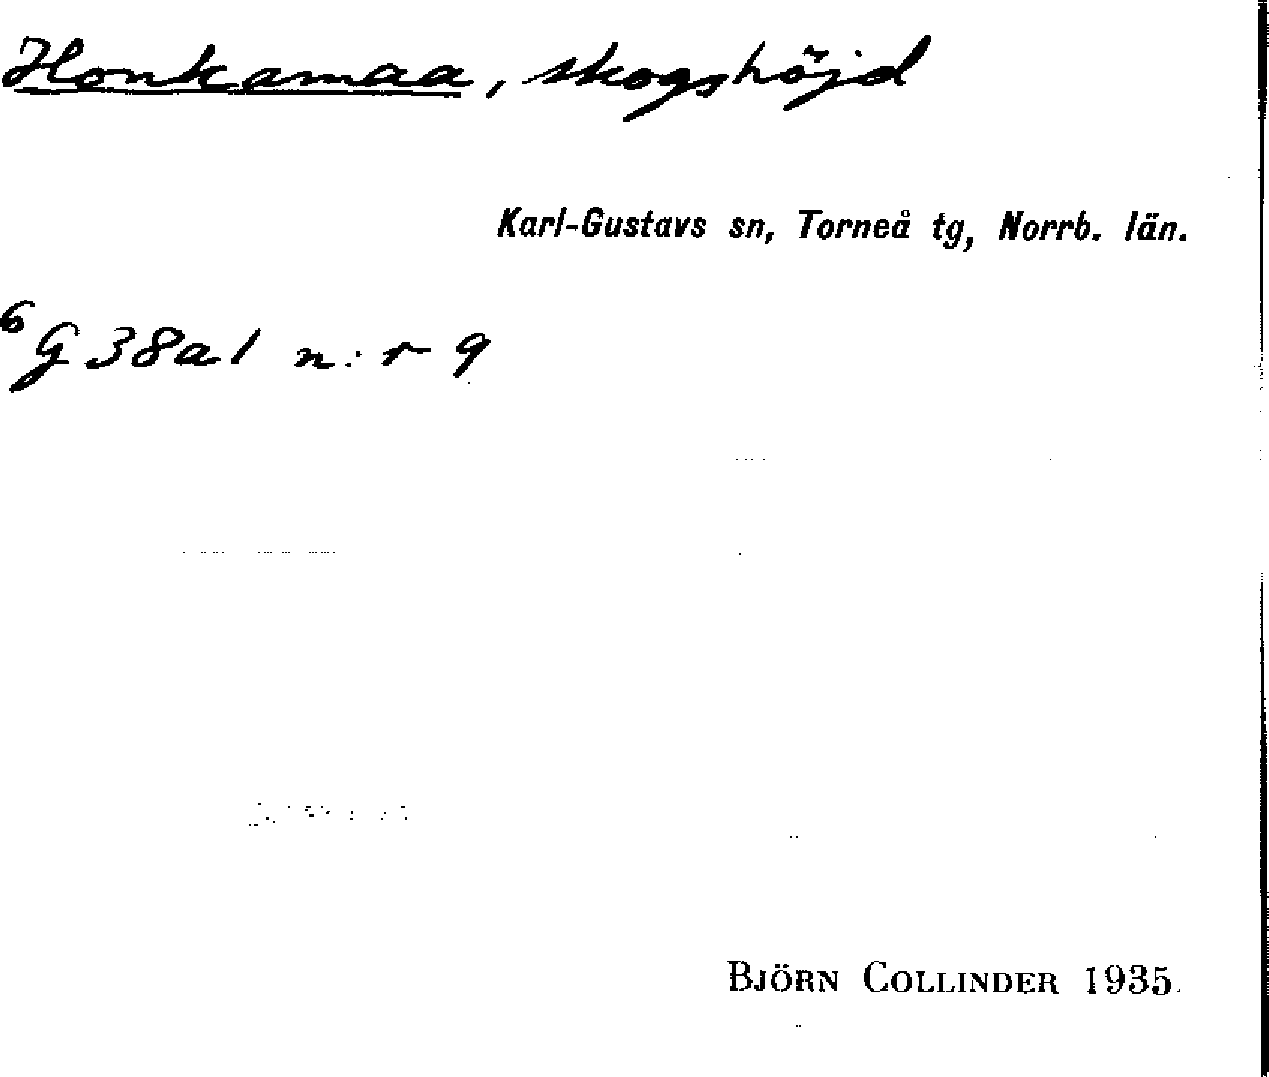 Honkamaa, skogshöjd
Karl-Gustavs sn, Torneå tg, Norrb. län.
⁶G 38a1 n:r 9
BJÖRN COLLINDER 1935.